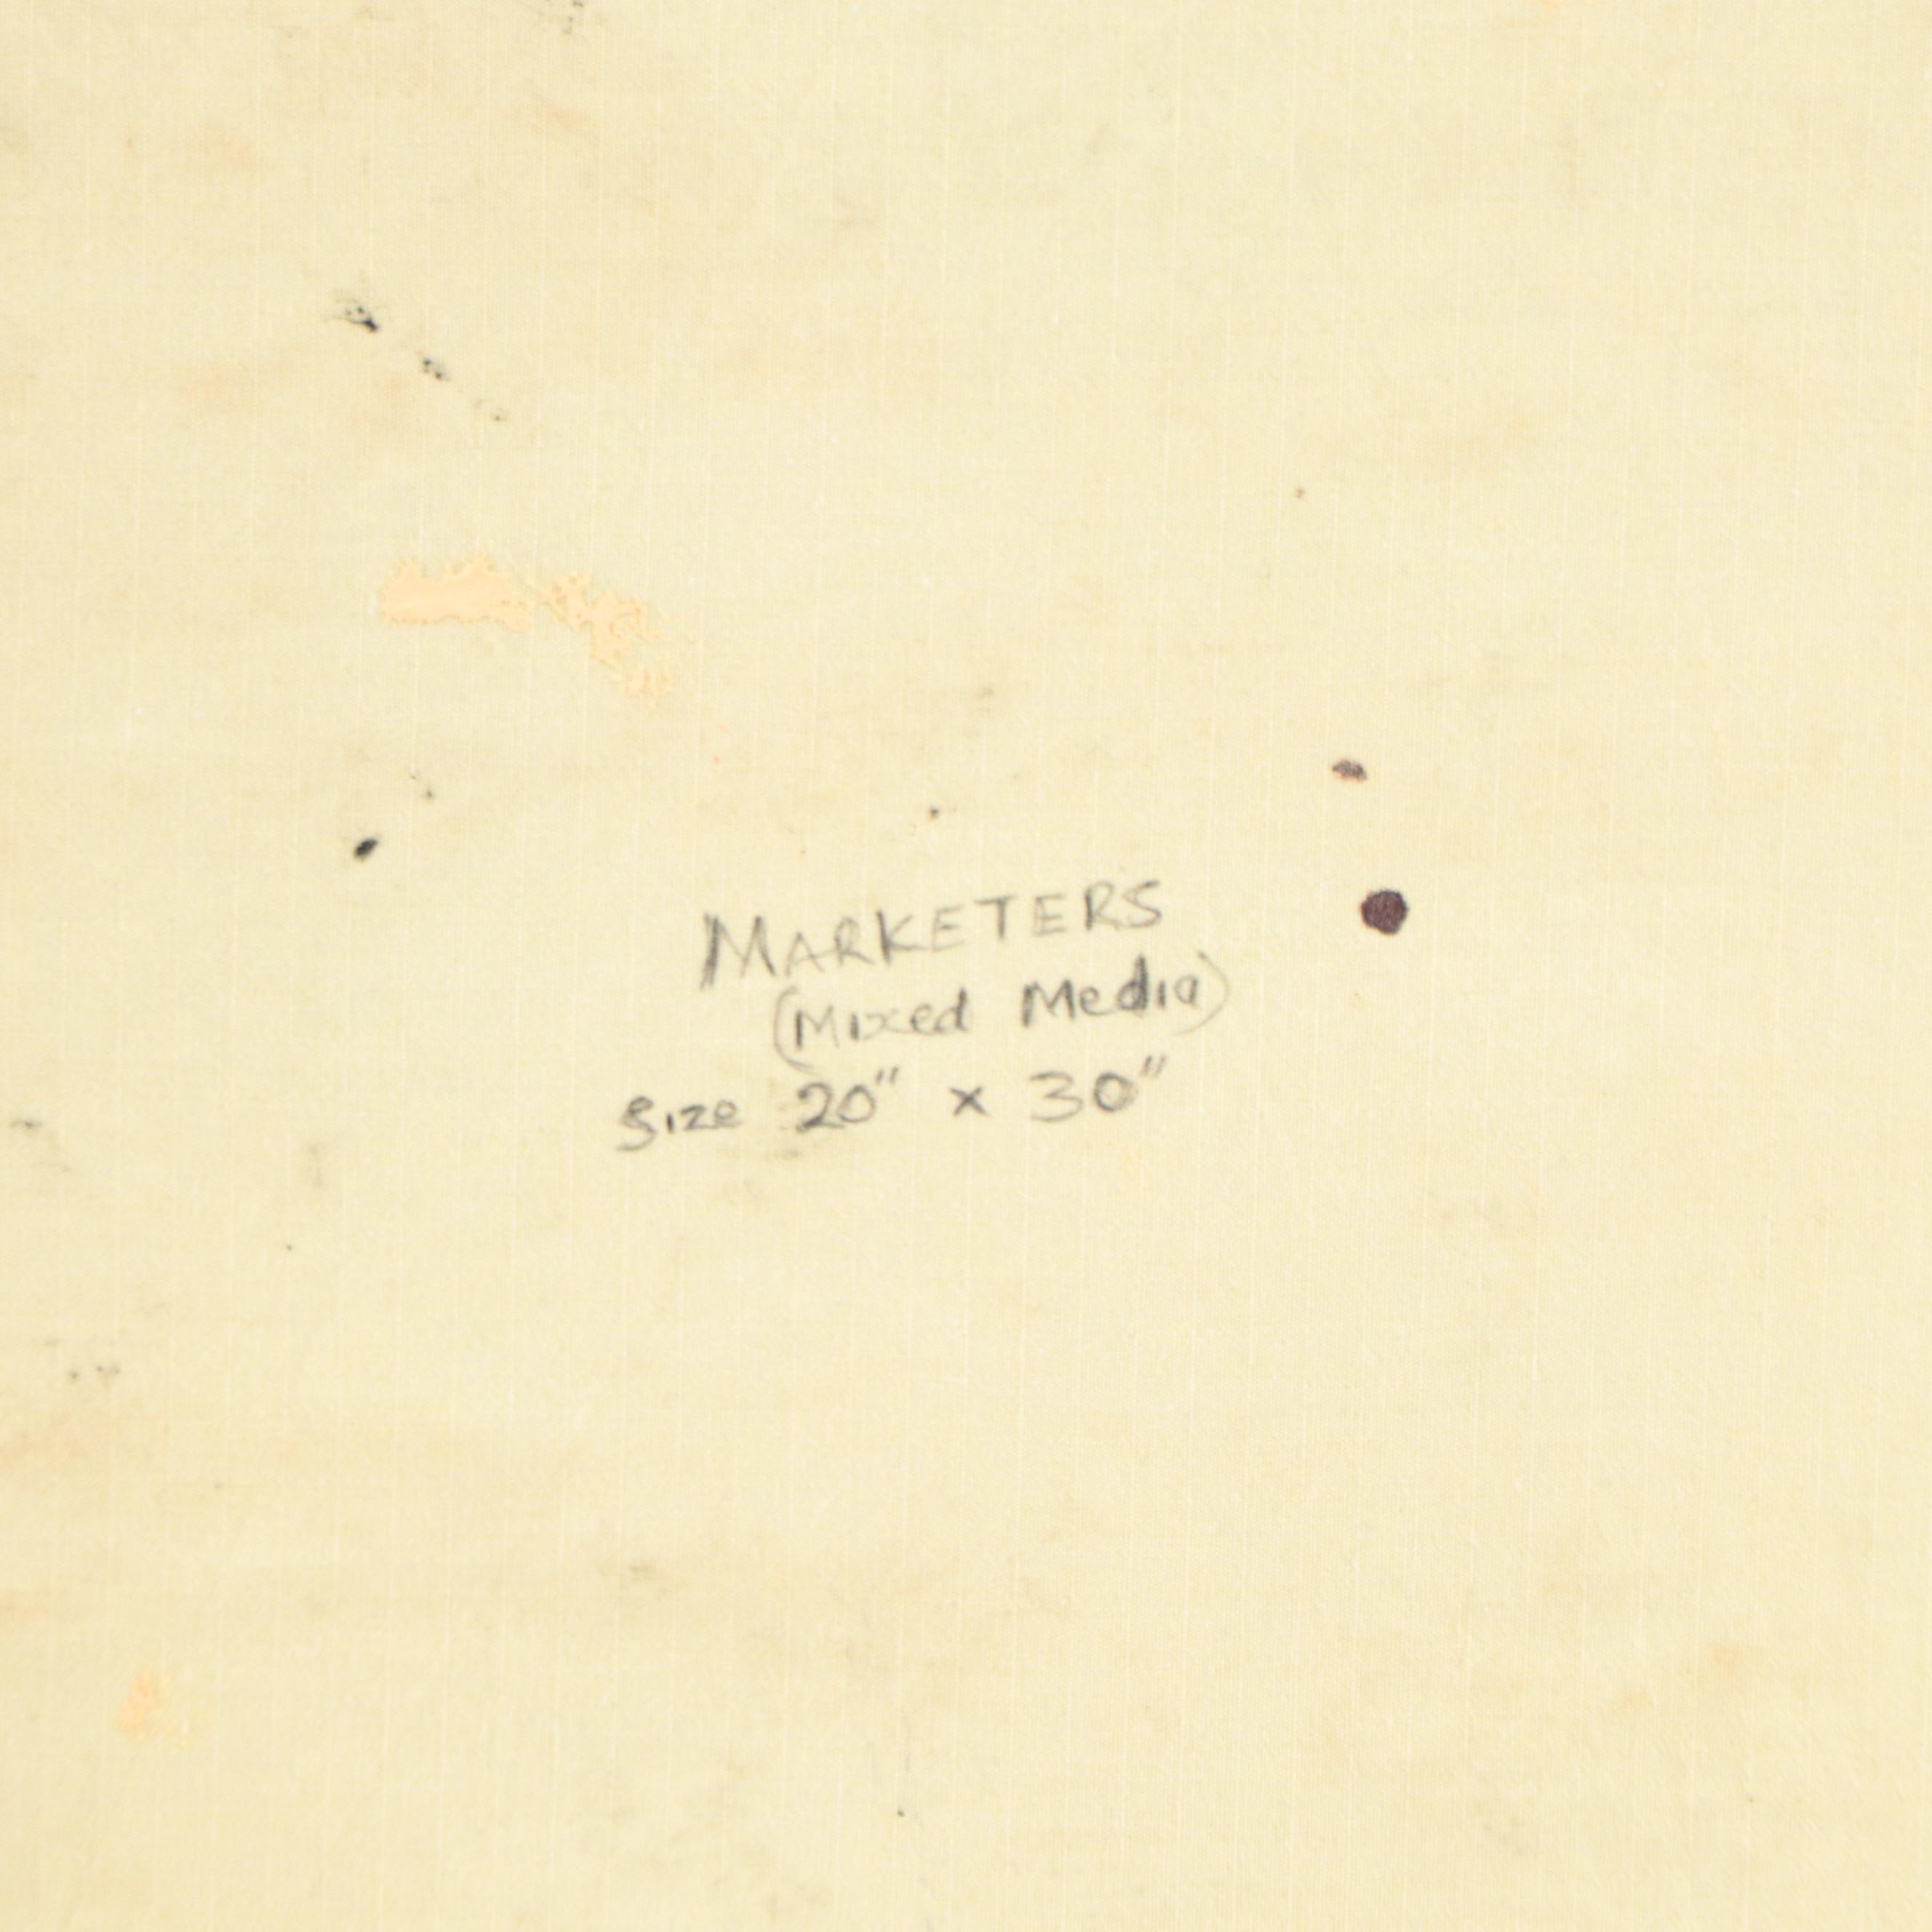 MARKETERS
(Mixed Media)
Size 20" x 30"